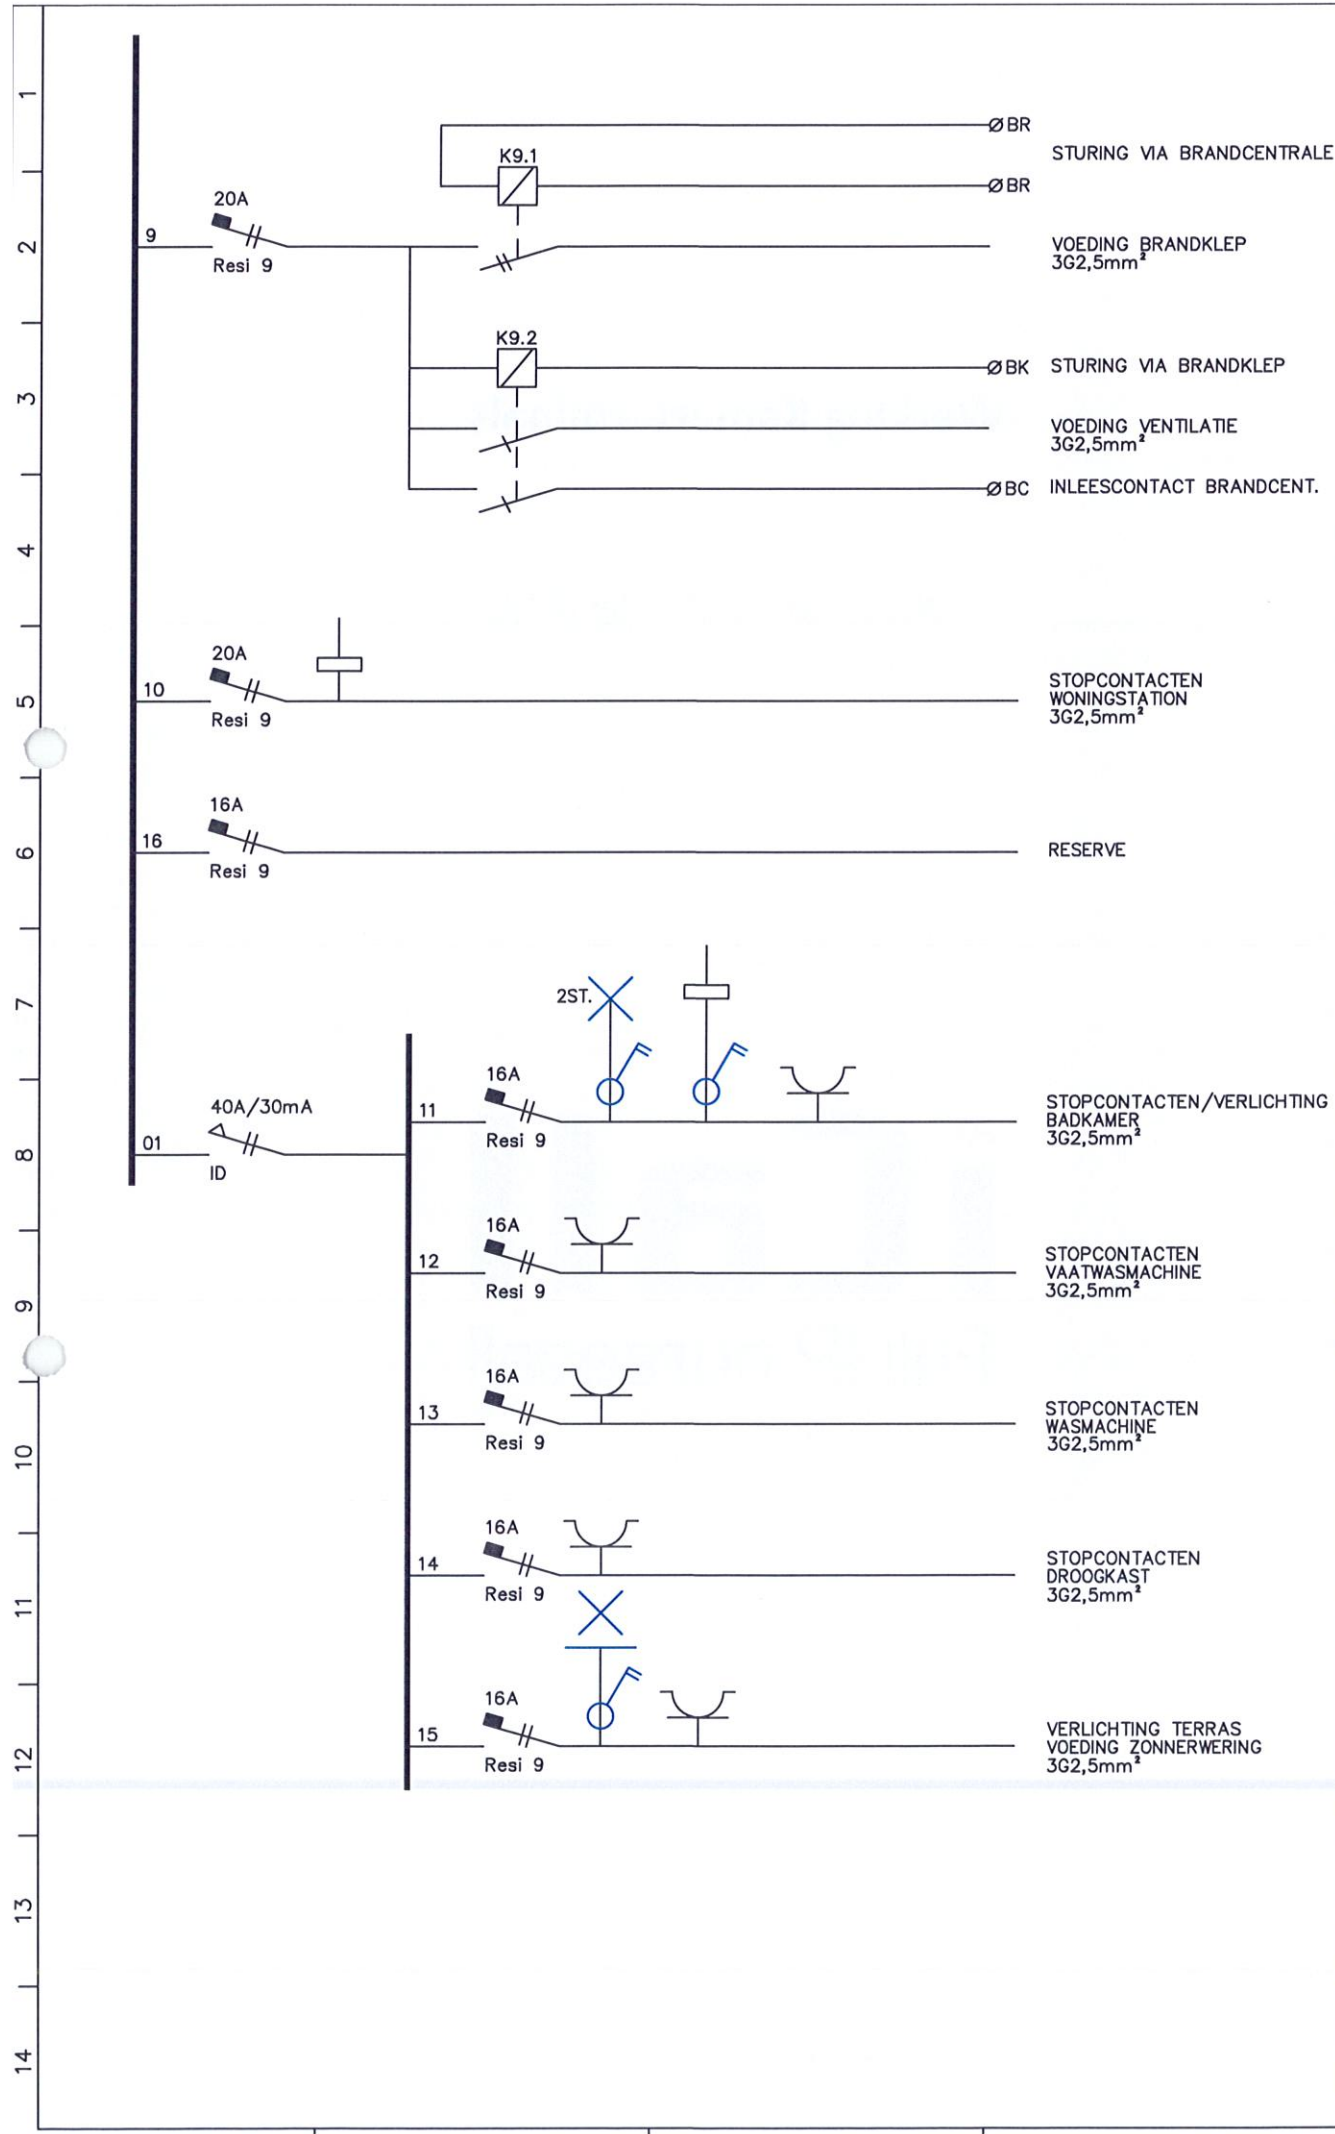 1
2
3
4
5
6
7
8
9
10
11
12
13
14
BR
STURING VIA BRANDCENTRALE
K9.1
BR
20A
9
Resi 9
VOEDING BRANDKLEP
3G2,5mm²
K9.2
BK STURING VIA BRANDKLEP
VOEDING VENTILATIE
3G2,5mm²
BC INLEESCONTACT BRANDCENT.
20A
10
Resi 9
STOPCONTACTEN
WONINGSTATION
3G2,5mm²
16A
16
Resi 9
RESERVE
40A/30mA
01
ID
2ST.
16A
11
Resi 9
STOPCONTACTEN/VERLICHTING
BADKAMER
3G2,5mm²
16A
12
Resi 9
STOPCONTACTEN
VAATWASMACHINE
3G2,5mm²
16A
13
Resi 9
STOPCONTACTEN
WASMACHINE
3G2,5mm²
16A
14
Resi 9
STOPCONTACTEN
DROOGKAST
3G2,5mm²
16A
15
Resi 9
VERLICHTING TERRAS
VOEDING ZONNERWERING
3G2,5mm²